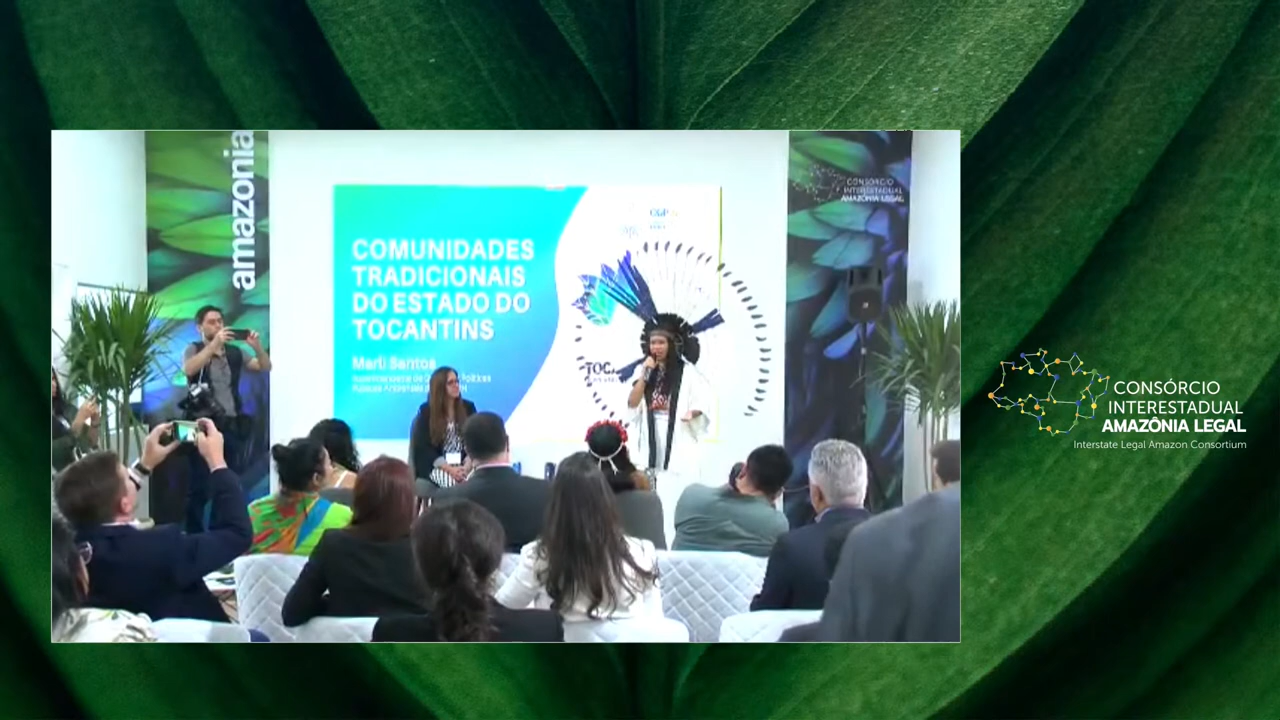 amazonia
COMUNIDADES
TRADICIONAIS
DO ESTADO DO
TOCANTINS
Marli Santos
CONSÓRCIO
INTERESTADUAL
AMAZÔNIA LEGAL
CONSÓRCIO
INTERESTADUAL
AMAZÔNIA LEGAL
Interstate Legal Amazon Consortium